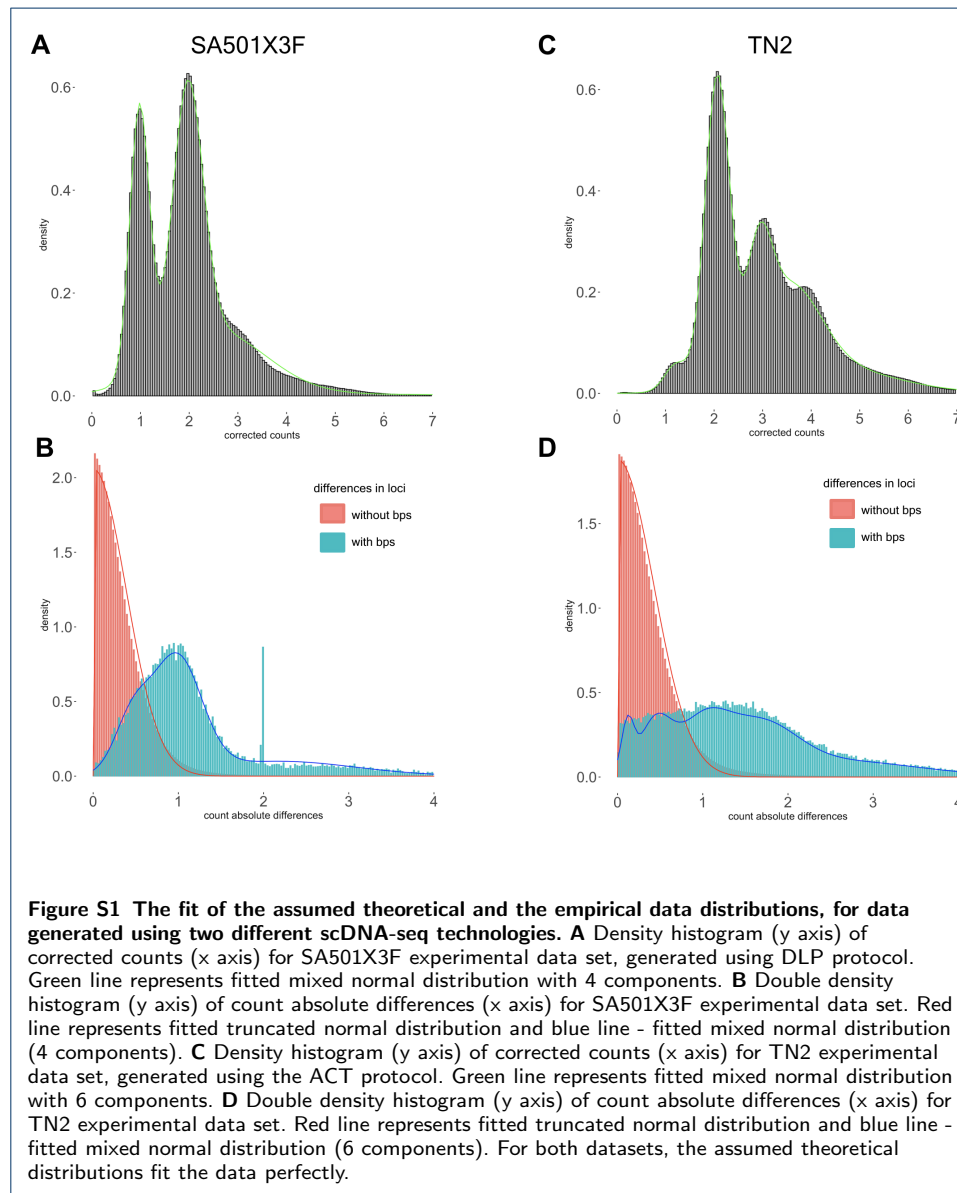 A
SA501X3F
0.6
0.4
0.2
0.0
density
0 1 2 3 4 5 6 7
corrected counts
C
TN2
0.6
0.4
0.2
0.0
density
0 1 2 3 4 5 6 7
corrected counts
B
2.0
1.5
1.0
0.5
0.0
density
differences in loci
without bps
with bps
0 1 2 3 4
count absolute differences
D
1.5
1.0
0.5
0.0
density
differences in loci
without bps
with bps
0 1 2 3 4
count absolute differences
Figure S1 The fit of the assumed theoretical and the empirical data distributions, for data
generated using two different scDNA-seq technologies. A Density histogram (y axis) of
corrected counts (x axis) for SA501X3F experimental data set, generated using DLP protocol.
Green line represents fitted mixed normal distribution with 4 components. B Double density
histogram (y axis) of count absolute differences (x axis) for SA501X3F experimental data set. Red
line represents fitted truncated normal distribution and blue line - fitted mixed normal distribution
(4 components). C Density histogram (y axis) of corrected counts (x axis) for TN2 experimental
data set, generated using the ACT protocol. Green line represents fitted mixed normal distribution
with 6 components. D Double density histogram (y axis) of count absolute differences (x axis) for
TN2 experimental data set. Red line represents fitted truncated normal distribution and blue line -
fitted mixed normal distribution (6 components). For both datasets, the assumed theoretical
distributions fit the data perfectly.